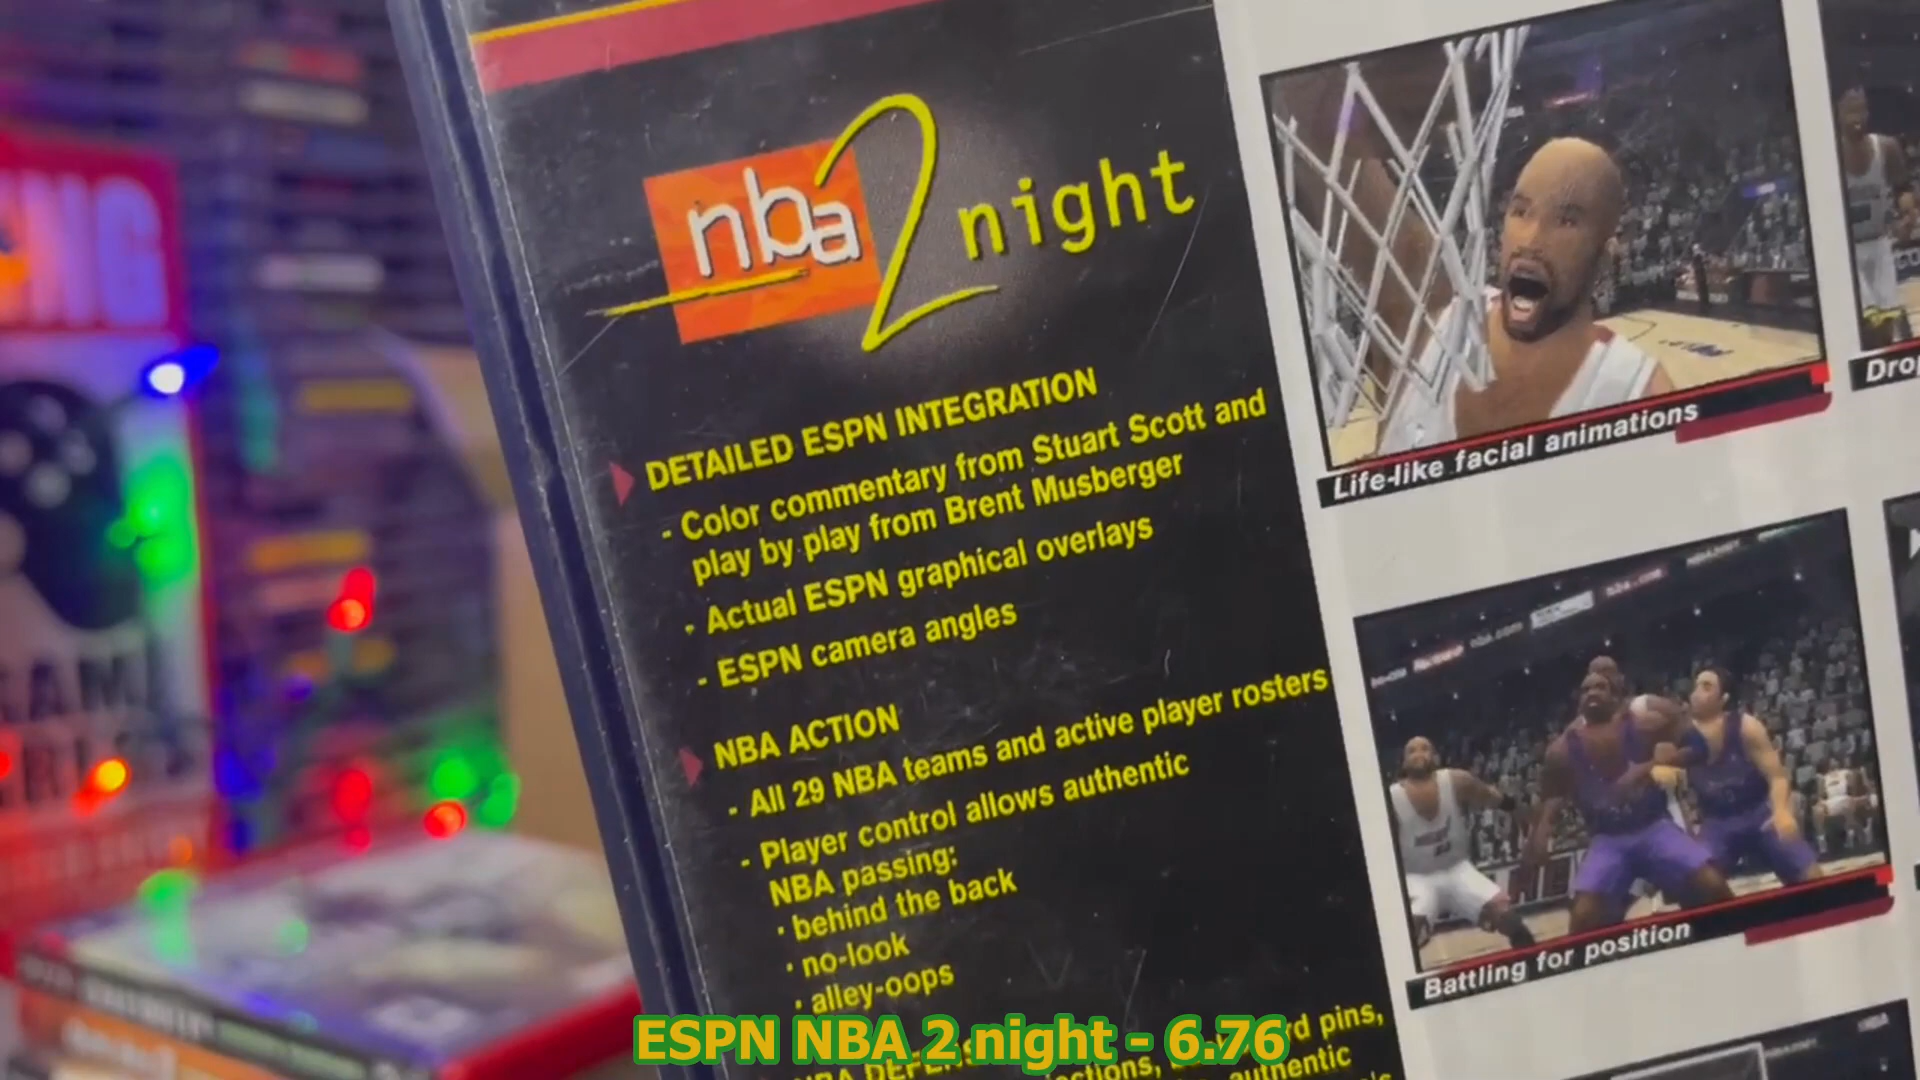 nba 2night
DETAILED ESPN INTEGRATION
- Color commentary from Stuart Scott and
play by play from Brent Musberger
- Actual ESPN graphical overlays
- ESPN camera angles
NBA ACTION
- All 29 NBA teams and active player rosters
- Player control allows authentic
NBA passing:
· behind the back
· no-look
· alley-oops
authentic
Life-like facial animations
Battling for position
ESPN NBA 2 night - 6.76